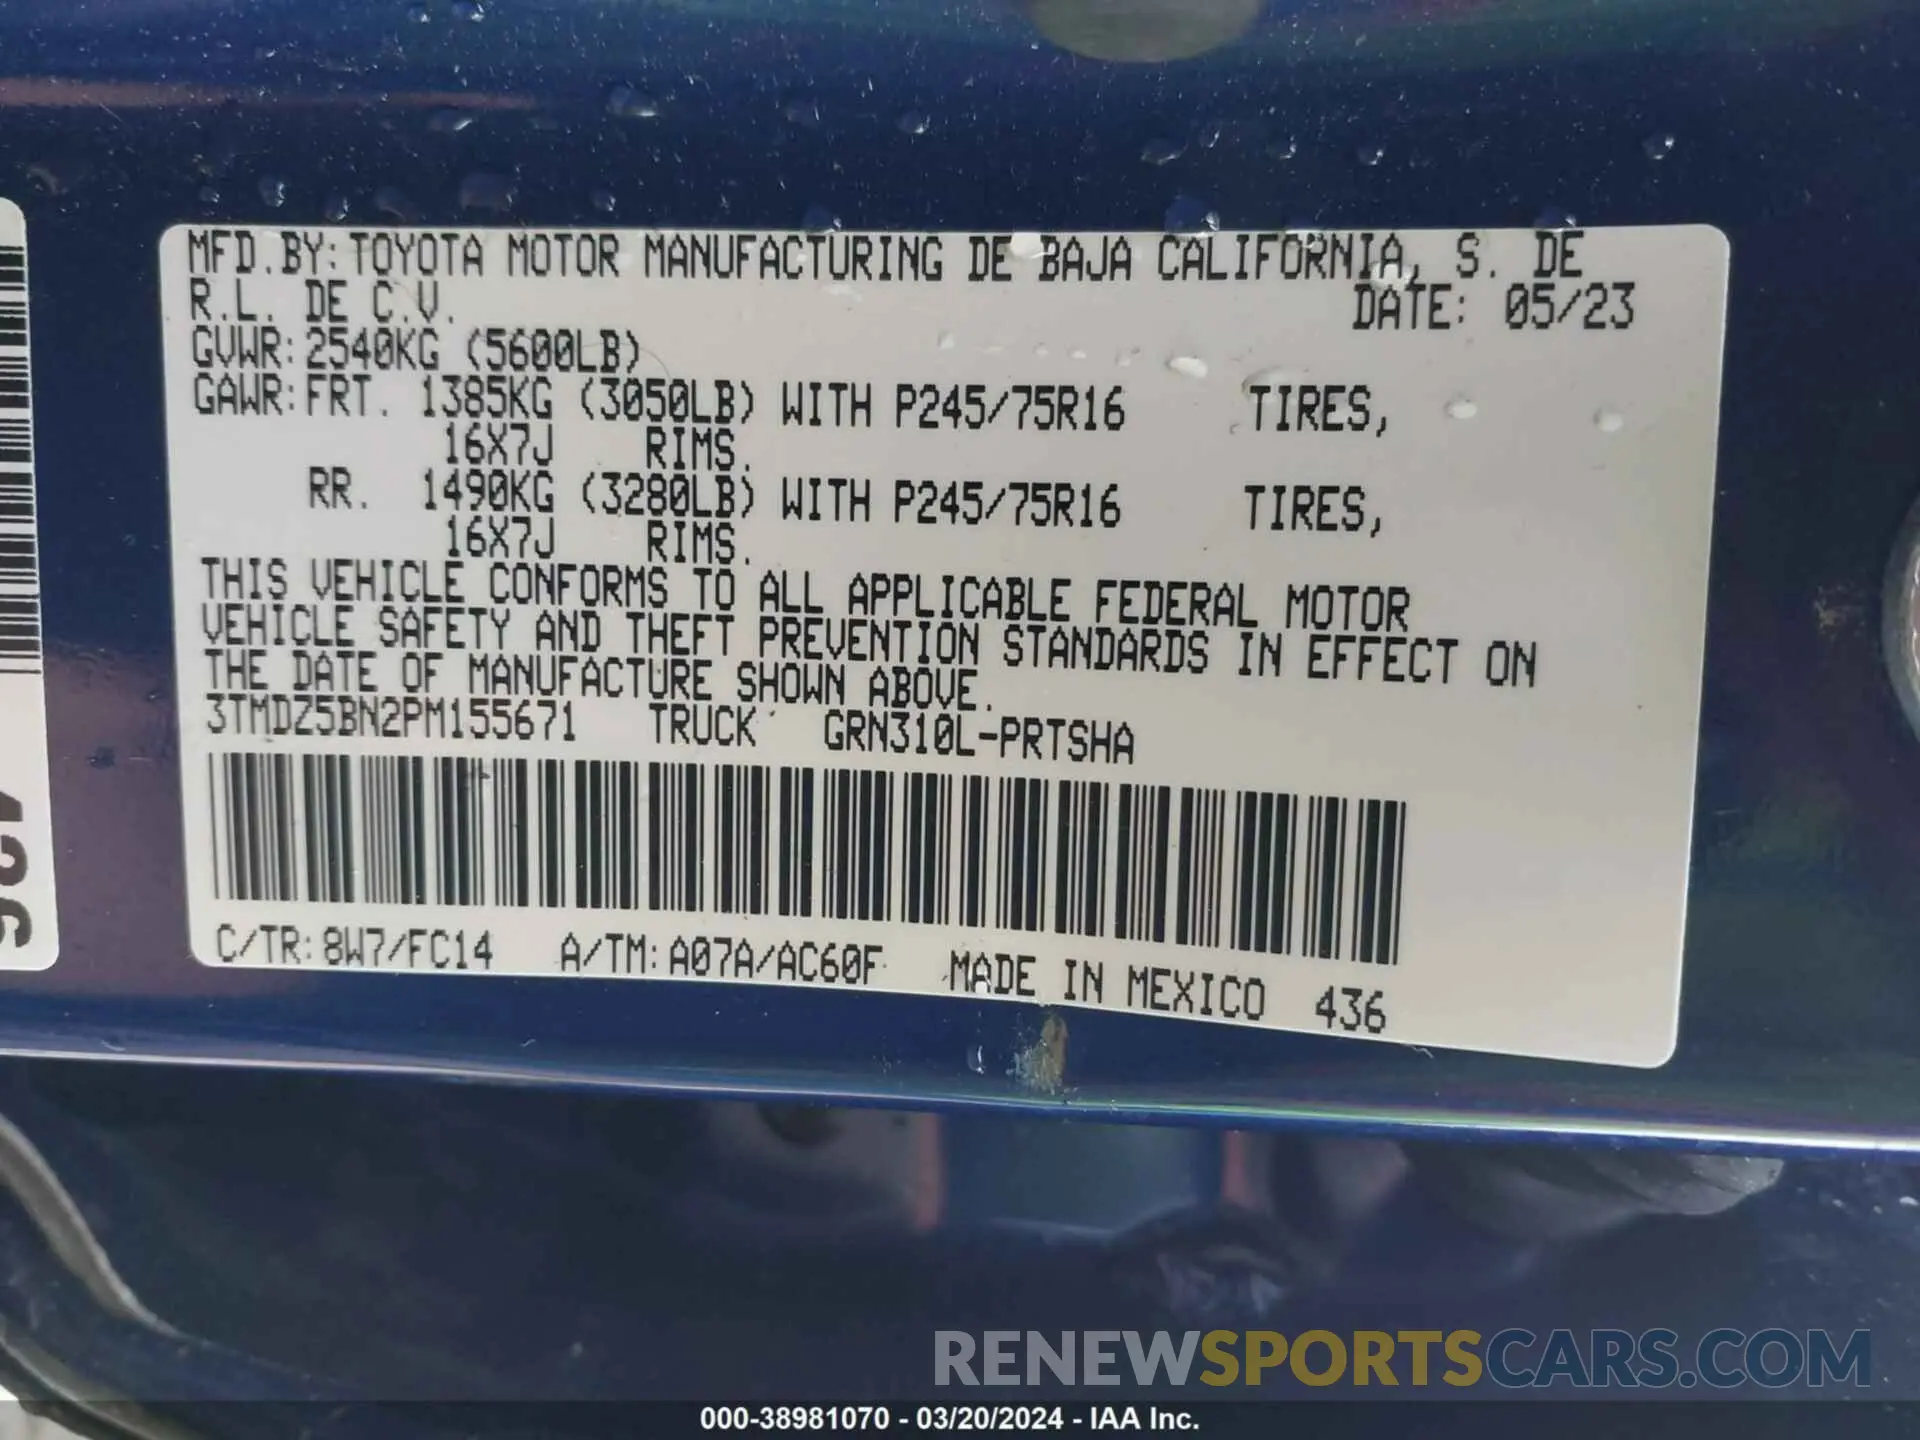 MFD.BY: TOYOTA MOTOR MANUFACTURING DE BAJA CALIFORNIA, S. DE
R.L. DE C.V.
DATE: 05/23
GVWR: 2540KG (5600LB)
GAWR: FRT. 1385KG (3050LB) WITH P245/75R16 TIRES,
16X7J RIMS.
RR. 1490KG (3280LB) WITH P245/75R16 TIRES,
16X7J RIMS.
THIS VEHICLE CONFORMS TO ALL APPLICABLE FEDERAL MOTOR
VEHICLE SAFETY AND THEFT PREVENTION STANDARDS IN EFFECT ON
THE DATE OF MANUFACTURE SHOWN ABOVE.
3TMDZ5BN2PM155671 TRUCK GRN310L-PRTSHA
C/TR: 8W7/FC14 A/TM: A07A/AC60F MADE IN MEXICO 436
RENEWSPORTSCARS.COM
000-38981070 - 03/20/2024 - IAA Inc.